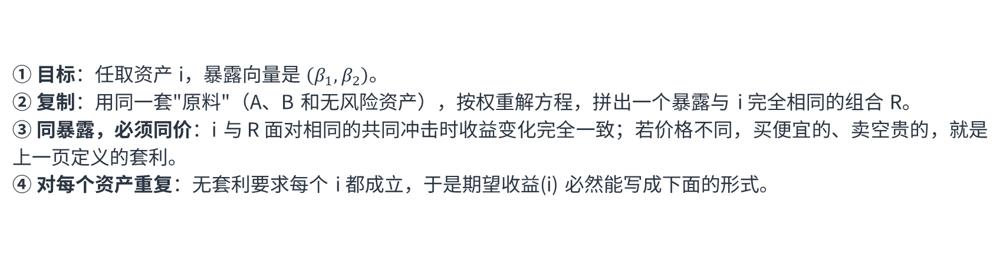 ① 目标：任取资产 i，暴露向量是 (β₁, β₂)。
② 复制：用同一套"原料"（A、B 和无风险资产），按权重解方程，拼出一个暴露与 i 完全相同的组合 R。
③ 同暴露，必须同价：i 与 R 面对相同的共同冲击时收益变化完全一致；若价格不同，买便宜的、卖空贵的，就是
上一页定义的套利。
④ 对每个资产重复：无套利要求每个 i 都成立，于是期望收益(i) 必然能写成下面的形式。